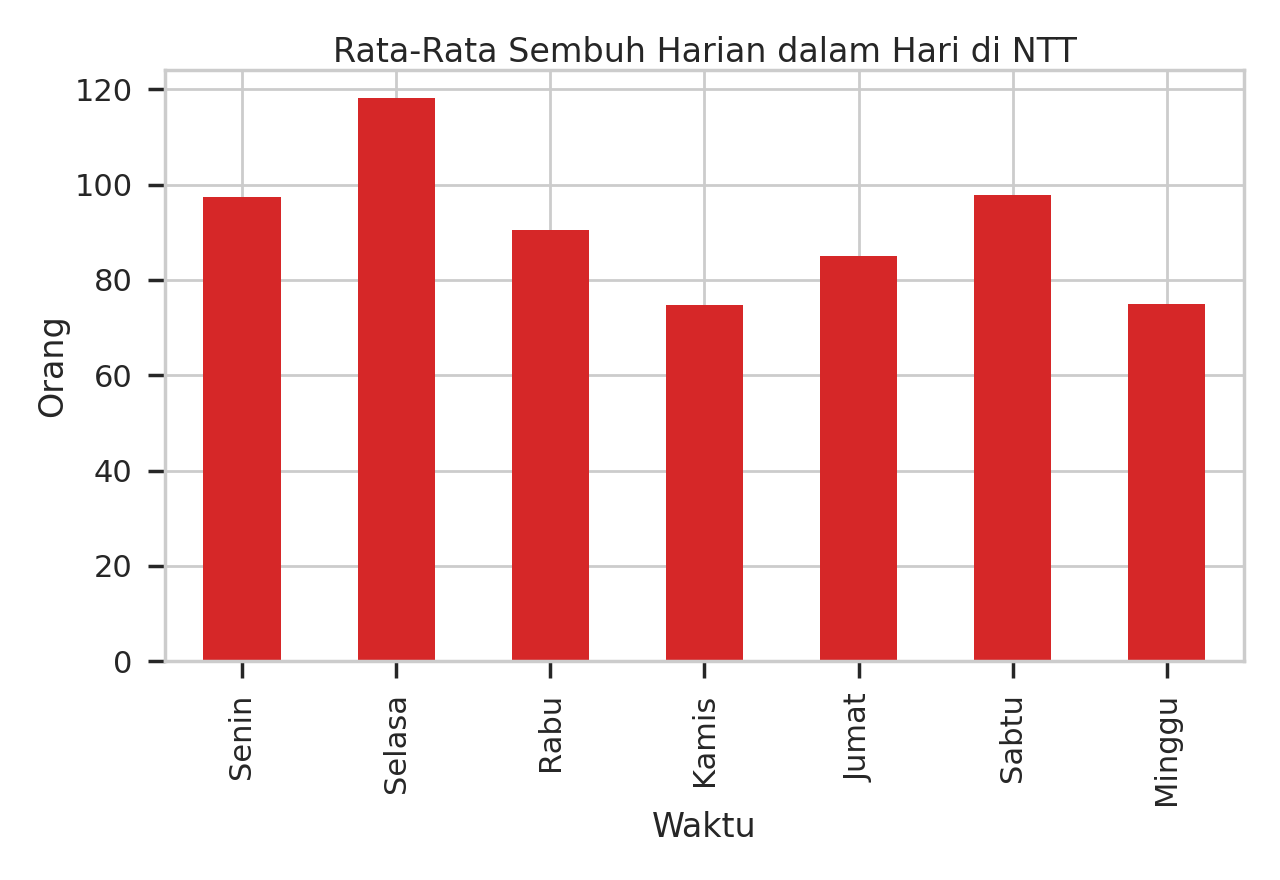 Rata-Rata Sembuh Harian dalam Hari di NTT
120
100
80
60
40
20
0
Orang
Senin
Selasa
Rabu
Kamis
Jumat
Sabtu
Minggu
Waktu